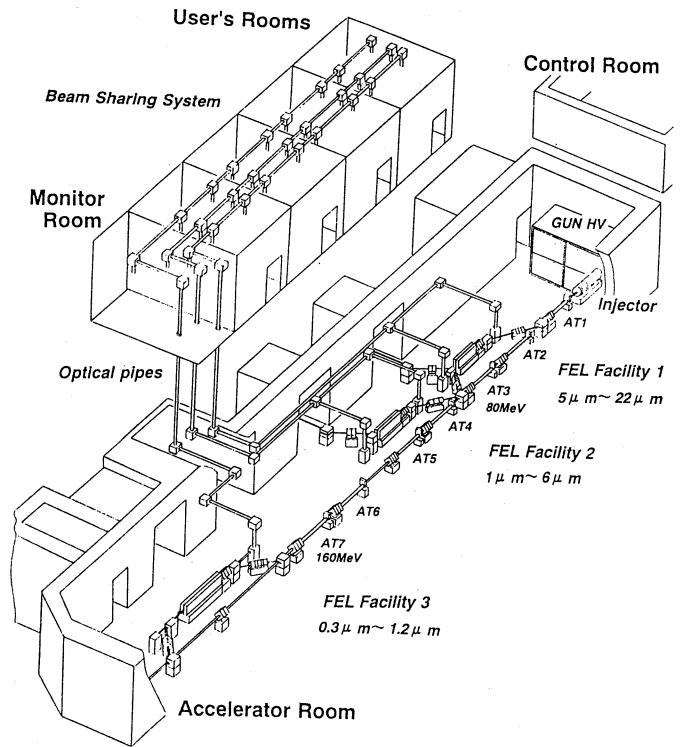 User's Rooms
Control Room
Beam Sharing System
Monitor
Room
GUN HV
Injector
AT1
AT2
Optical pipes
FEL Facility 1
AT3
80MeV
5μm~22μm
AT4
AT5
FEL Facility 2
1μm~6μm
AT6
AT7
160MeV
FEL Facility 3
0.3μm~1.2μm
Accelerator Room